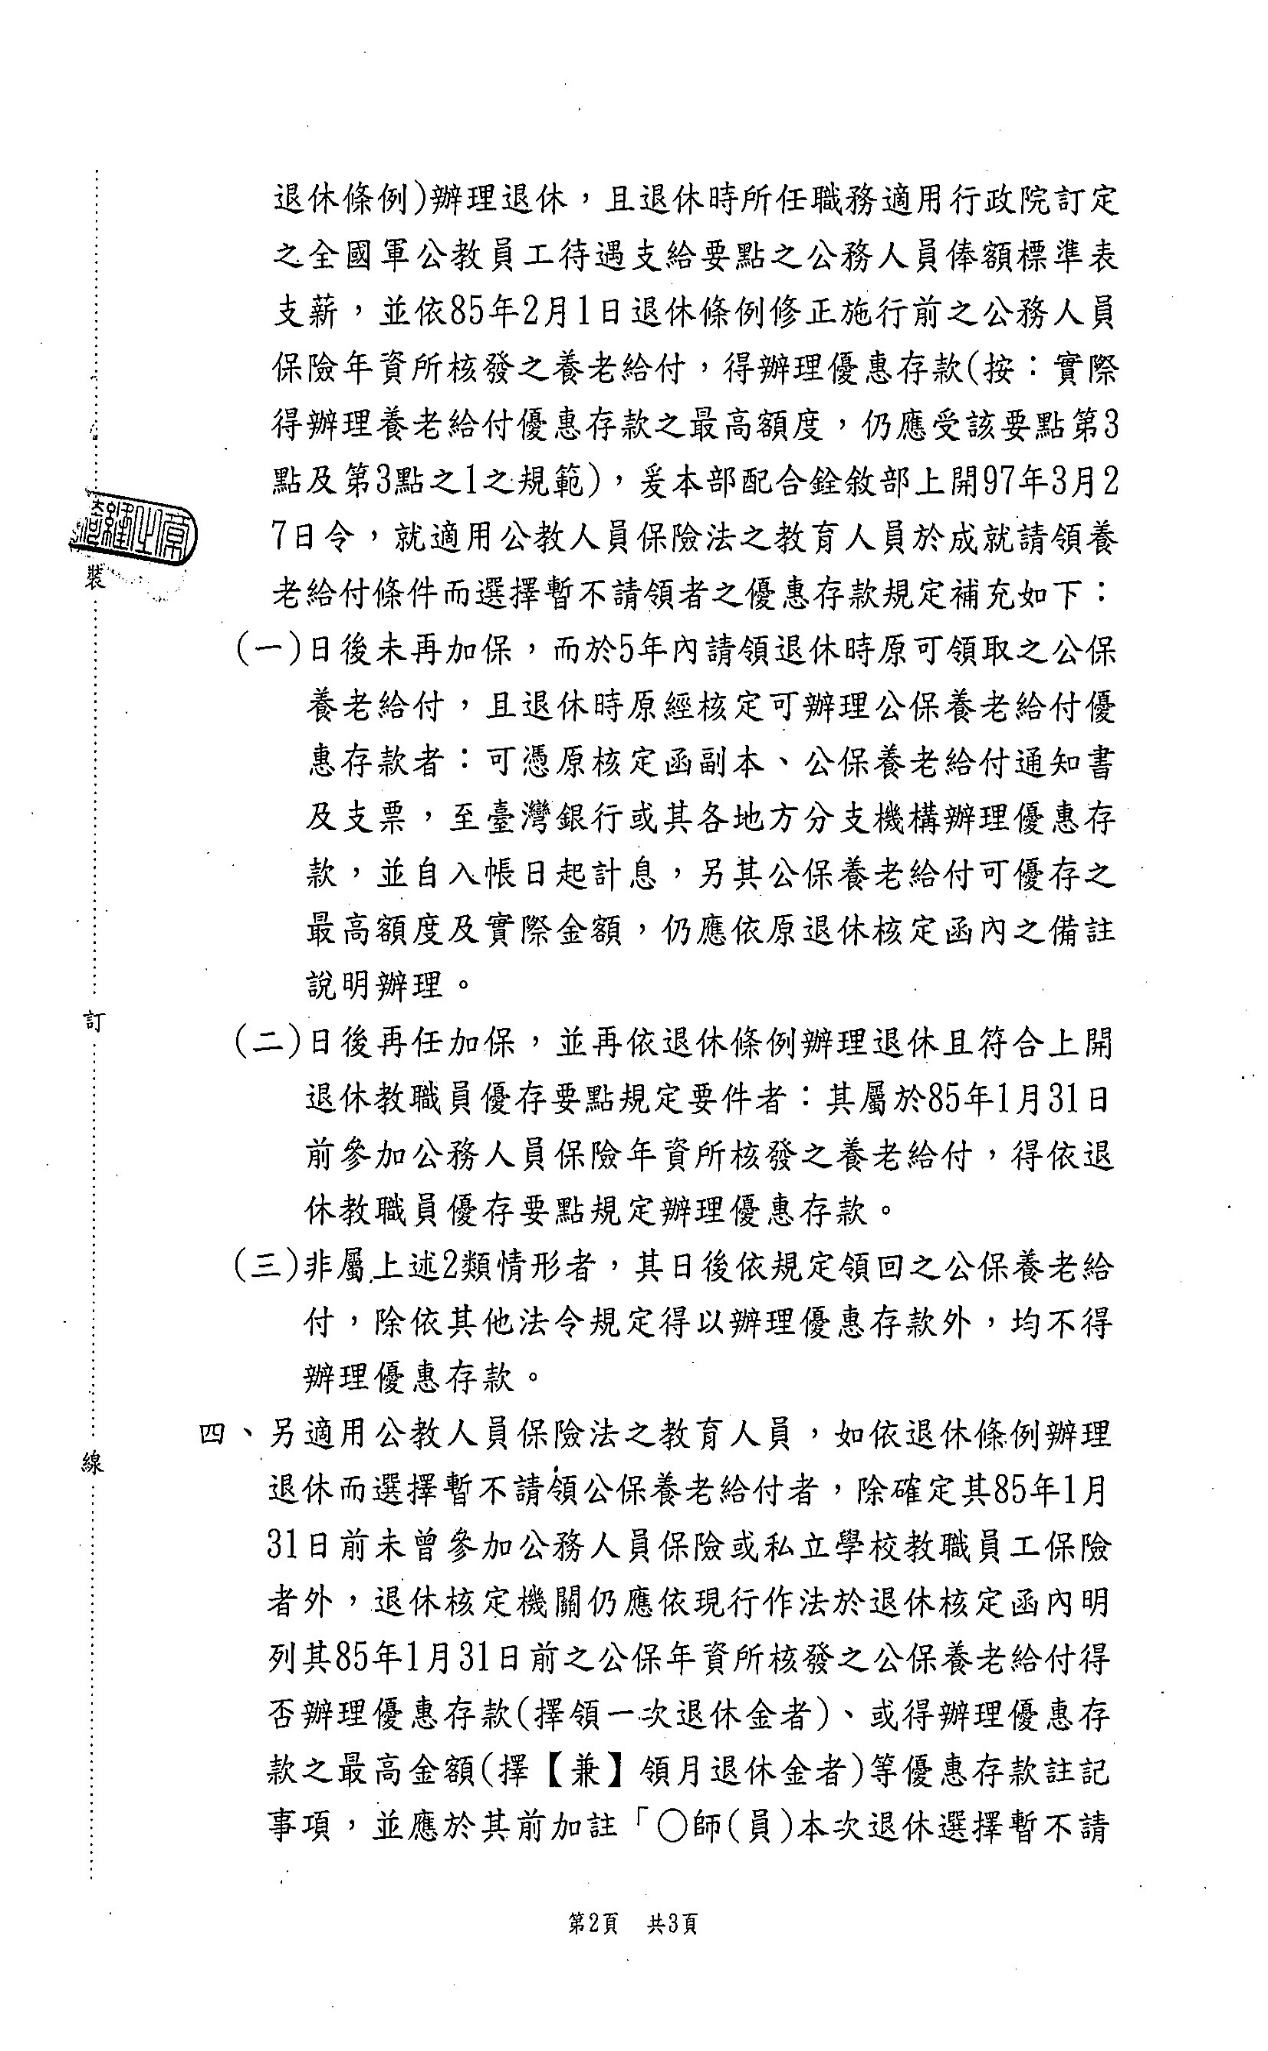 退休條例)辦理退休，且退休時所任職務適用行政院訂定
之全國軍公教員工待遇支給要點之公務人員俸額標準表
支薪，並依85年2月1日退休條例修正施行前之公務人員
保險年資所核發之養老給付，得辦理優惠存款(按：實際
得辦理養老給付優惠存款之最高額度，仍應受該要點第3
點及第3點之1之規範)，爰本部配合銓敘部上開97年3月2
7日令，就適用公教人員保險法之教育人員於成就請領養
老給付條件而選擇暫不請領者之優惠存款規定補充如下：
(一)日後未再加保，而於5年內請領退休時原可領取之公保
養老給付，且退休時原經核定可辦理公保養老給付優
惠存款者：可憑原核定函副本、公保養老給付通知書
及支票，至臺灣銀行或其各地方分支機構辦理優惠存
款，並自入帳日起計息，另其公保養老給付可優存之
最高額度及實際金額，仍應依原退休核定函內之備註
說明辦理。
(二)日後再任加保，並再依退休條例辦理退休且符合上開
退休教職員優存要點規定要件者：其屬於85年1月31日
前參加公務人員保險年資所核發之養老給付，得依退
休教職員優存要點規定辦理優惠存款。
(三)非屬上述2類情形者，其日後依規定領回之公保養老給
付，除依其他法令規定得以辦理優惠存款外，均不得
辦理優惠存款。
四、另適用公教人員保險法之教育人員，如依退休條例辦理
退休而選擇暫不請領公保養老給付者，除確定其85年1月
31日前未曾參加公務人員保險或私立學校教職員工保險
者外，退休核定機關仍應依現行作法於退休核定函內明
列其85年1月31日前之公保年資所核發之公保養老給付得
否辦理優惠存款(擇領一次退休金者)、或得辦理優惠存
款之最高金額(擇【兼】領月退休金者)等優惠存款註記
事項，並應於其前加註「○師(員)本次退休選擇暫不請
裝
訂
線
第2頁 共3頁